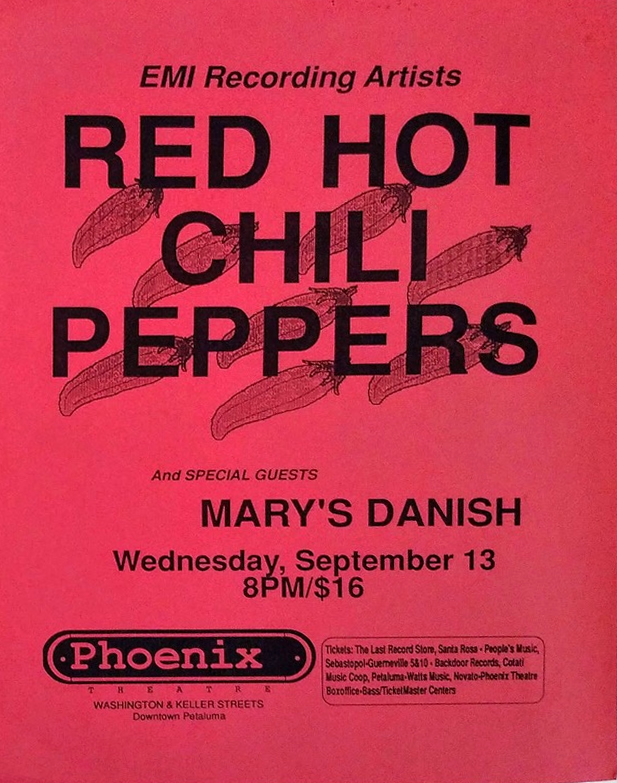 EMI Recording Artists
RED HOT
CHILI
PEPPERS
And SPECIAL GUESTS
MARY'S DANISH
Wednesday, September 13
8PM/$16
Phoenix
THEATRE
WASHINGTON & KELLER STREETS
Downtown Petaluma
Tickets: The Last Record Store, Santa Rosa • People's Music,
Sebastopol•Guerneville 5&10 • Backdoor Records, Cotati
Music Coop, Petaluma•Watts Music, Novato•Phoenix Theatre
Boxoffice•Bass/TicketMaster Centers